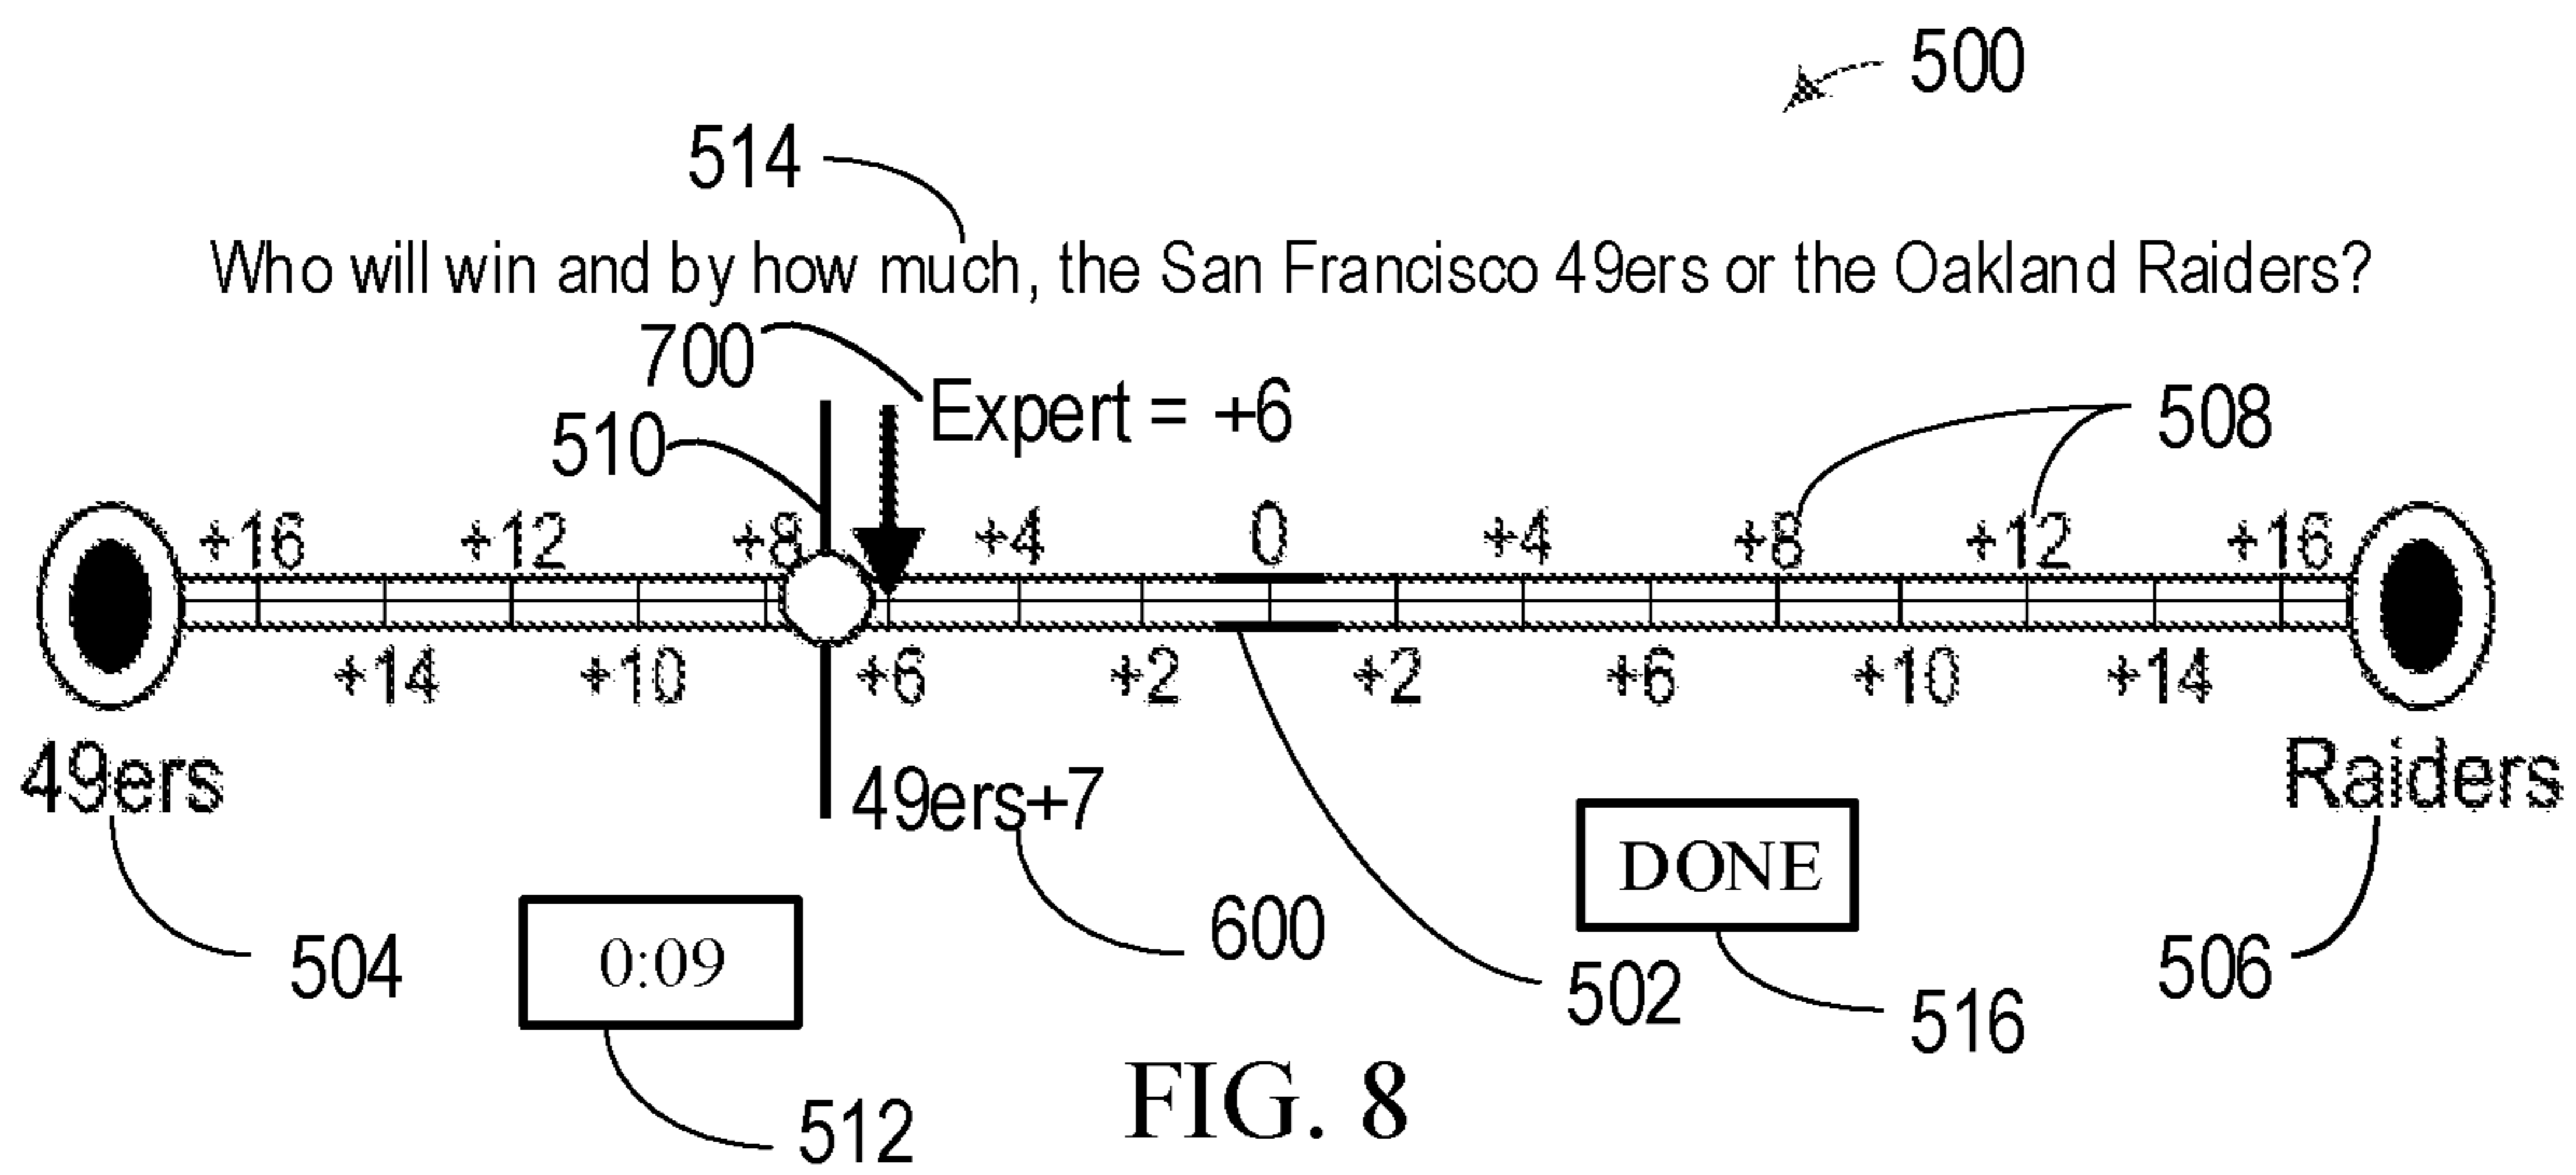 500
514
Who will win and by how much, the San Francisco 49ers or the Oakland Raiders?
700
Expert = +6
510
508
+16 +12 +8 +4 0 +4 +8 +12 +16
+14 +10 +6 +2 +2 +6 +10 +14
49ers
Raiders
49ers+7
DONE
0:09
600
504
502
506
516
512
FIG. 8